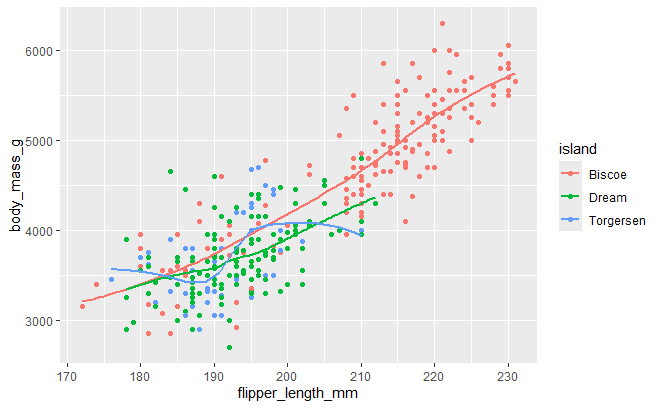 6000
5000
4000
3000
body_mass_g
170
180
190
200
210
220
230
flipper_length_mm
island
Biscoe
Dream
Torgersen